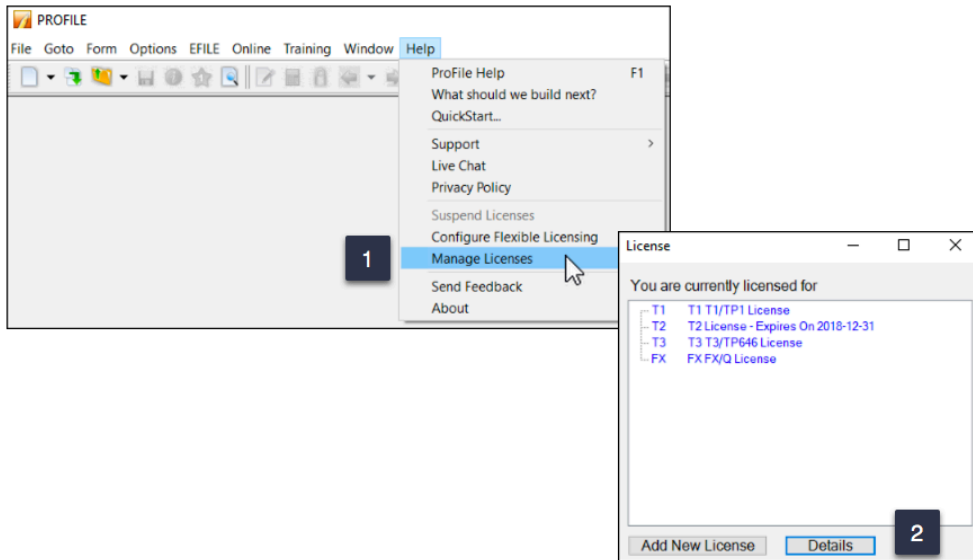 PROFILE
File Goto Form Options EFILE Online Training Window Help
ProFile Help F1
What should we build next?
QuickStart...
Support >
Live Chat
Privacy Policy
Suspend Licenses
Configure Flexible Licensing
1
Manage Licenses
Send Feedback
About
License
You are currently licensed for
T1 T1 T1/TP1 License
T2 T2 License - Expires On 2018-12-31
T3 T3 T3/TP646 License
FX FX FX/Q License
2
Add New License Details